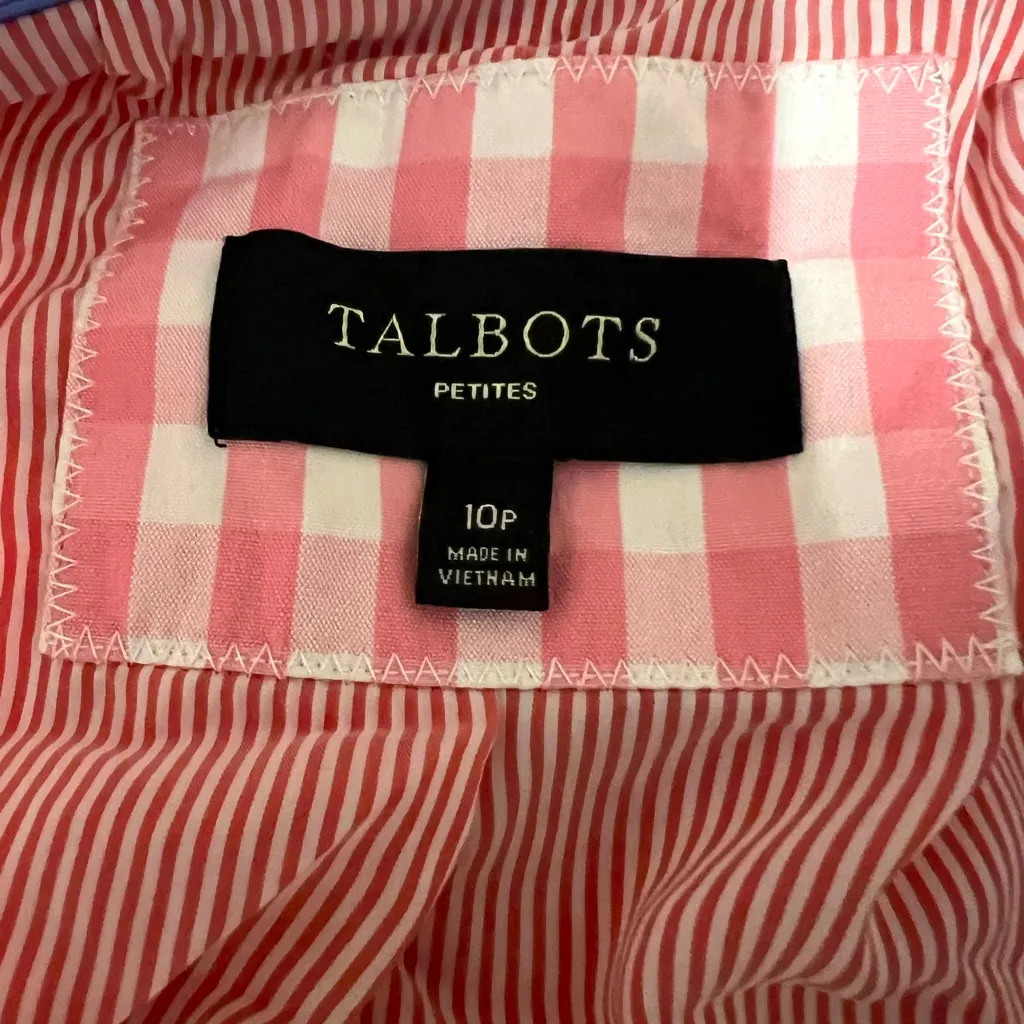 TALBOTS
PETITES
10P
MADE IN
VIETNAM